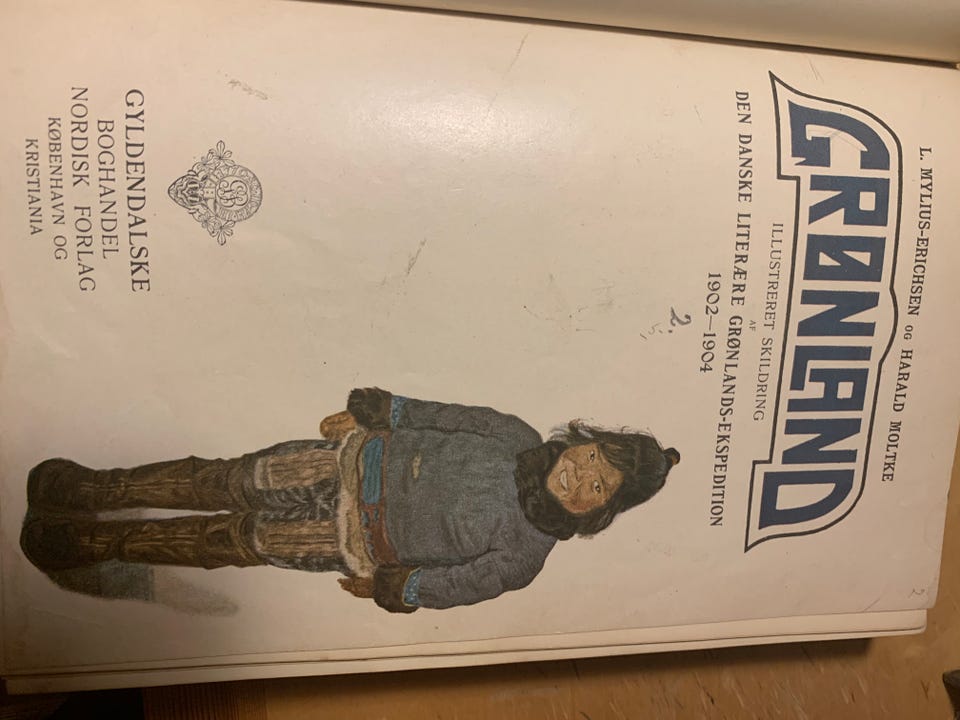 L. MYLIUS-ERICHSEN OG HARALD MOLTKE
GRØNLAND
ILLUSTRERET SKILDRING
AF
DEN DANSKE LITERÆRE GRØNLANDS-EKSPEDITION
1902—1904
2.
GYLDENDALSKE
BOGHANDEL
NORDISK FORLAG
KØBENHAVN OG
KRISTIANIA